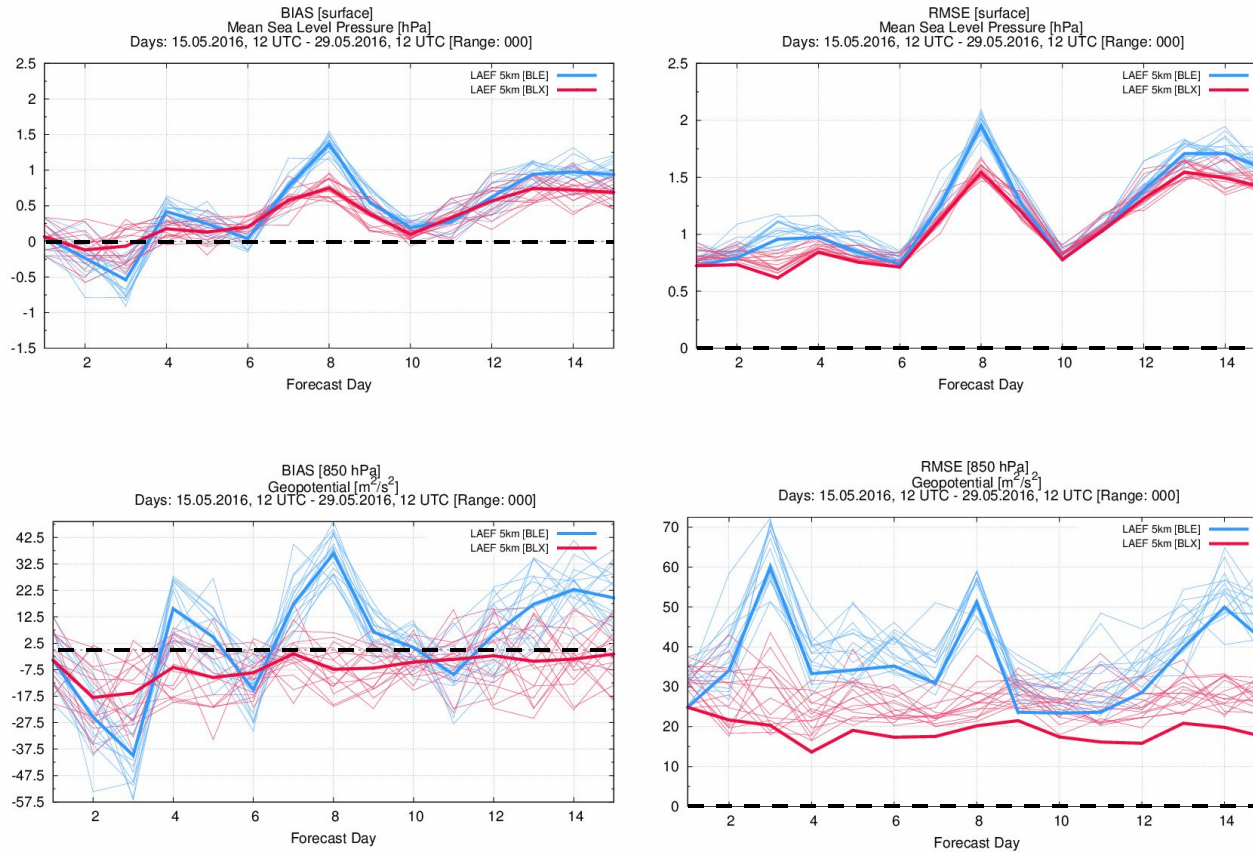 BIAS [surface]
Mean Sea Level Pressure [hPa]
Days: 15.05.2016, 12 UTC - 29.05.2016, 12 UTC [Range: 000]
LAEF 5km [BLE]
LAEF 5km [BLX]
2.5
2
1.5
1
0.5
0
-0.5
-1
-1.5
2 4 6 8 10 12 14
Forecast Day
RMSE [surface]
Mean Sea Level Pressure [hPa]
Days: 15.05.2016, 12 UTC - 29.05.2016, 12 UTC [Range: 000]
LAEF 5km [BLE]
LAEF 5km [BLX]
2.5
2
1.5
1
0.5
0
2 4 6 8 10 12 14
Forecast Day
BIAS [850 hPa]
Geopotential [m²/s²]
Days: 15.05.2016, 12 UTC - 29.05.2016, 12 UTC [Range: 000]
LAEF 5km [BLE]
LAEF 5km [BLX]
42.5
32.5
22.5
12.5
2.5
-7.5
-17.5
-27.5
-37.5
-47.5
-57.5
2 4 6 8 10 12 14
Forecast Day
RMSE [850 hPa]
Geopotential [m²/s²]
Days: 15.05.2016, 12 UTC - 29.05.2016, 12 UTC [Range: 000]
LAEF 5km [BLE]
LAEF 5km [BLX]
70
60
50
40
30
20
10
0
2 4 6 8 10 12 14
Forecast Day